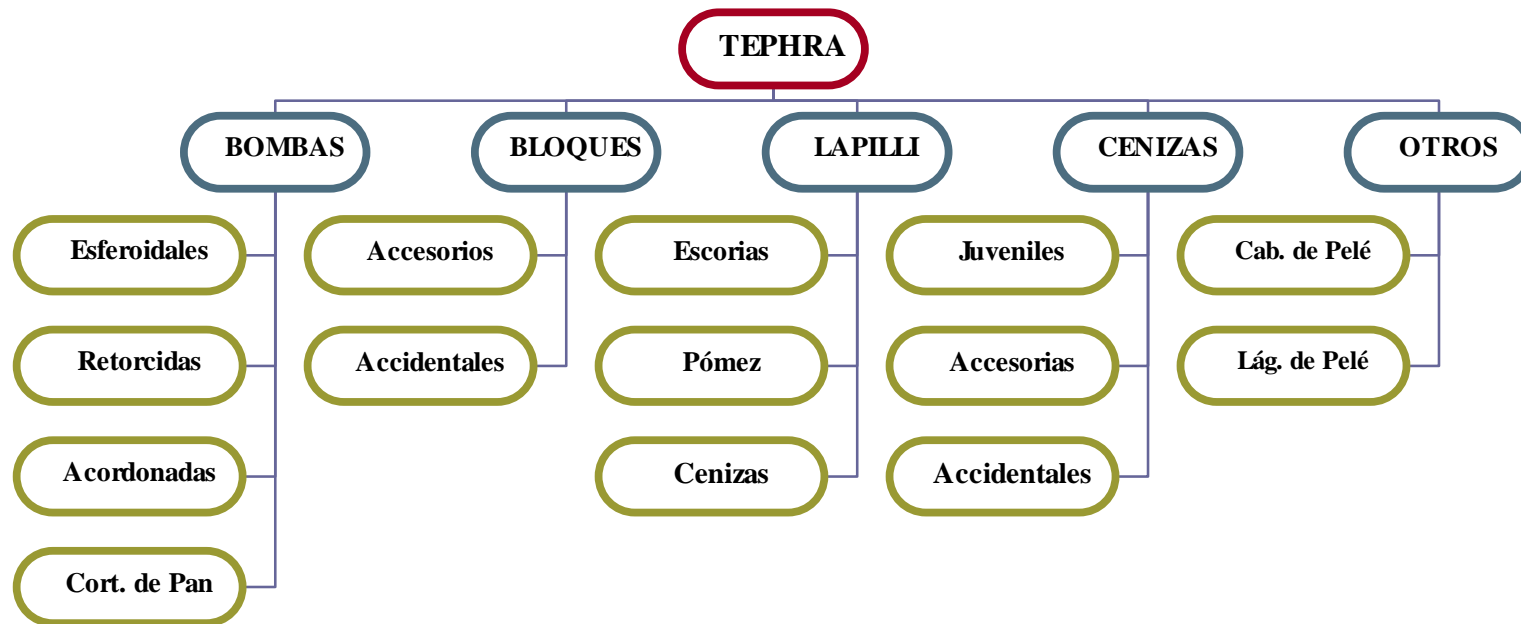 TEPHRA
BOMBAS
BLOQUES
LAPILLI
CENIZAS
OTROS
Esferoidales
Accesorios
Escorias
Juveniles
Cab. de Pelé
Retorcidas
Accidentales
Pómez
Accesorias
Lág. de Pelé
Acordonadas
Cenizas
Accidentales
Cort. de Pan